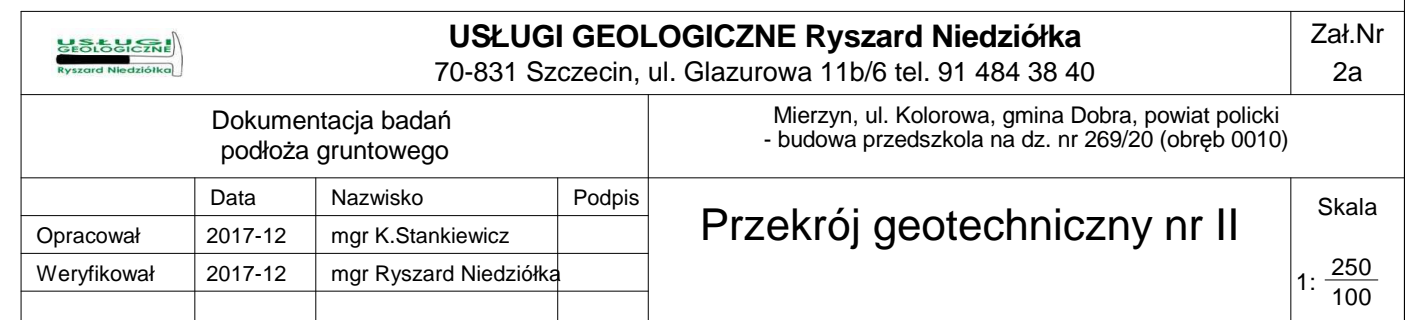 USŁUGI
GEOLOGICZNE
Ryszard Niedziółka
USŁUGI GEOLOGICZNE Ryszard Niedziółka
70-831 Szczecin, ul. Glazurowa 11b/6 tel. 91 484 38 40
Zał.Nr
2a
Dokumentacja badań
podłoża gruntowego
Mierzyn, ul. Kolorowa, gmina Dobra, powiat policki
- budowa przedszkola na dz. nr 269/20 (obręb 0010)
Data Nazwisko Podpis
Opracował 2017-12 mgr K.Stankiewicz
Weryfikował 2017-12 mgr Ryszard Niedziółka
Przekrój geotechniczny nr II
Skala
1: 250
100